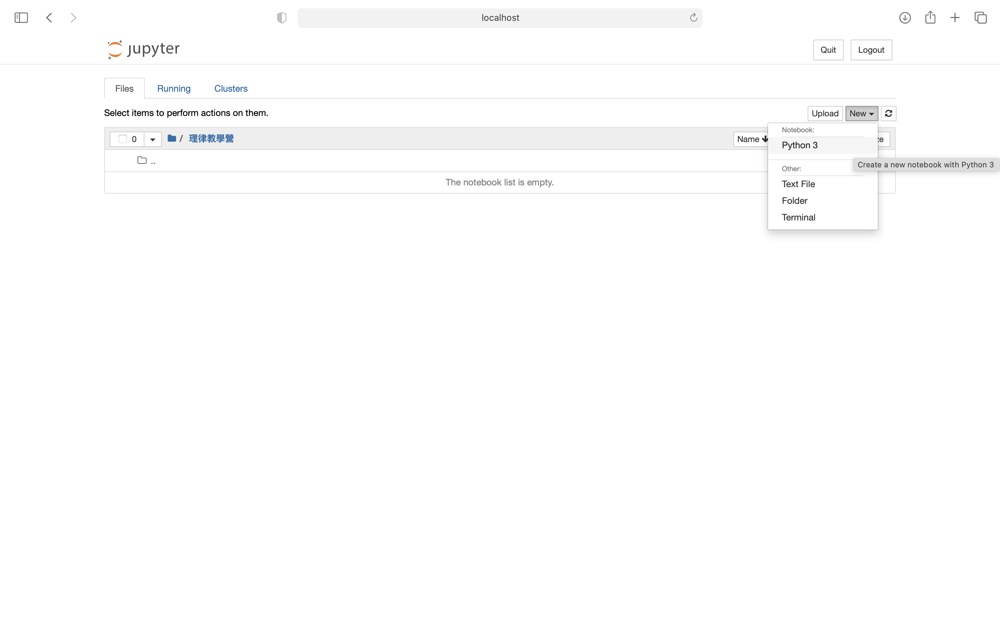 localhost
jupyter
Quit Logout
Files Running Clusters
Select items to perform actions on them.
Upload New
0 / 理律教學營 Name
Notebook:
Python 3
Create a new notebook with Python 3
..
Other:
The notebook list is empty.
Text File
Folder
Terminal